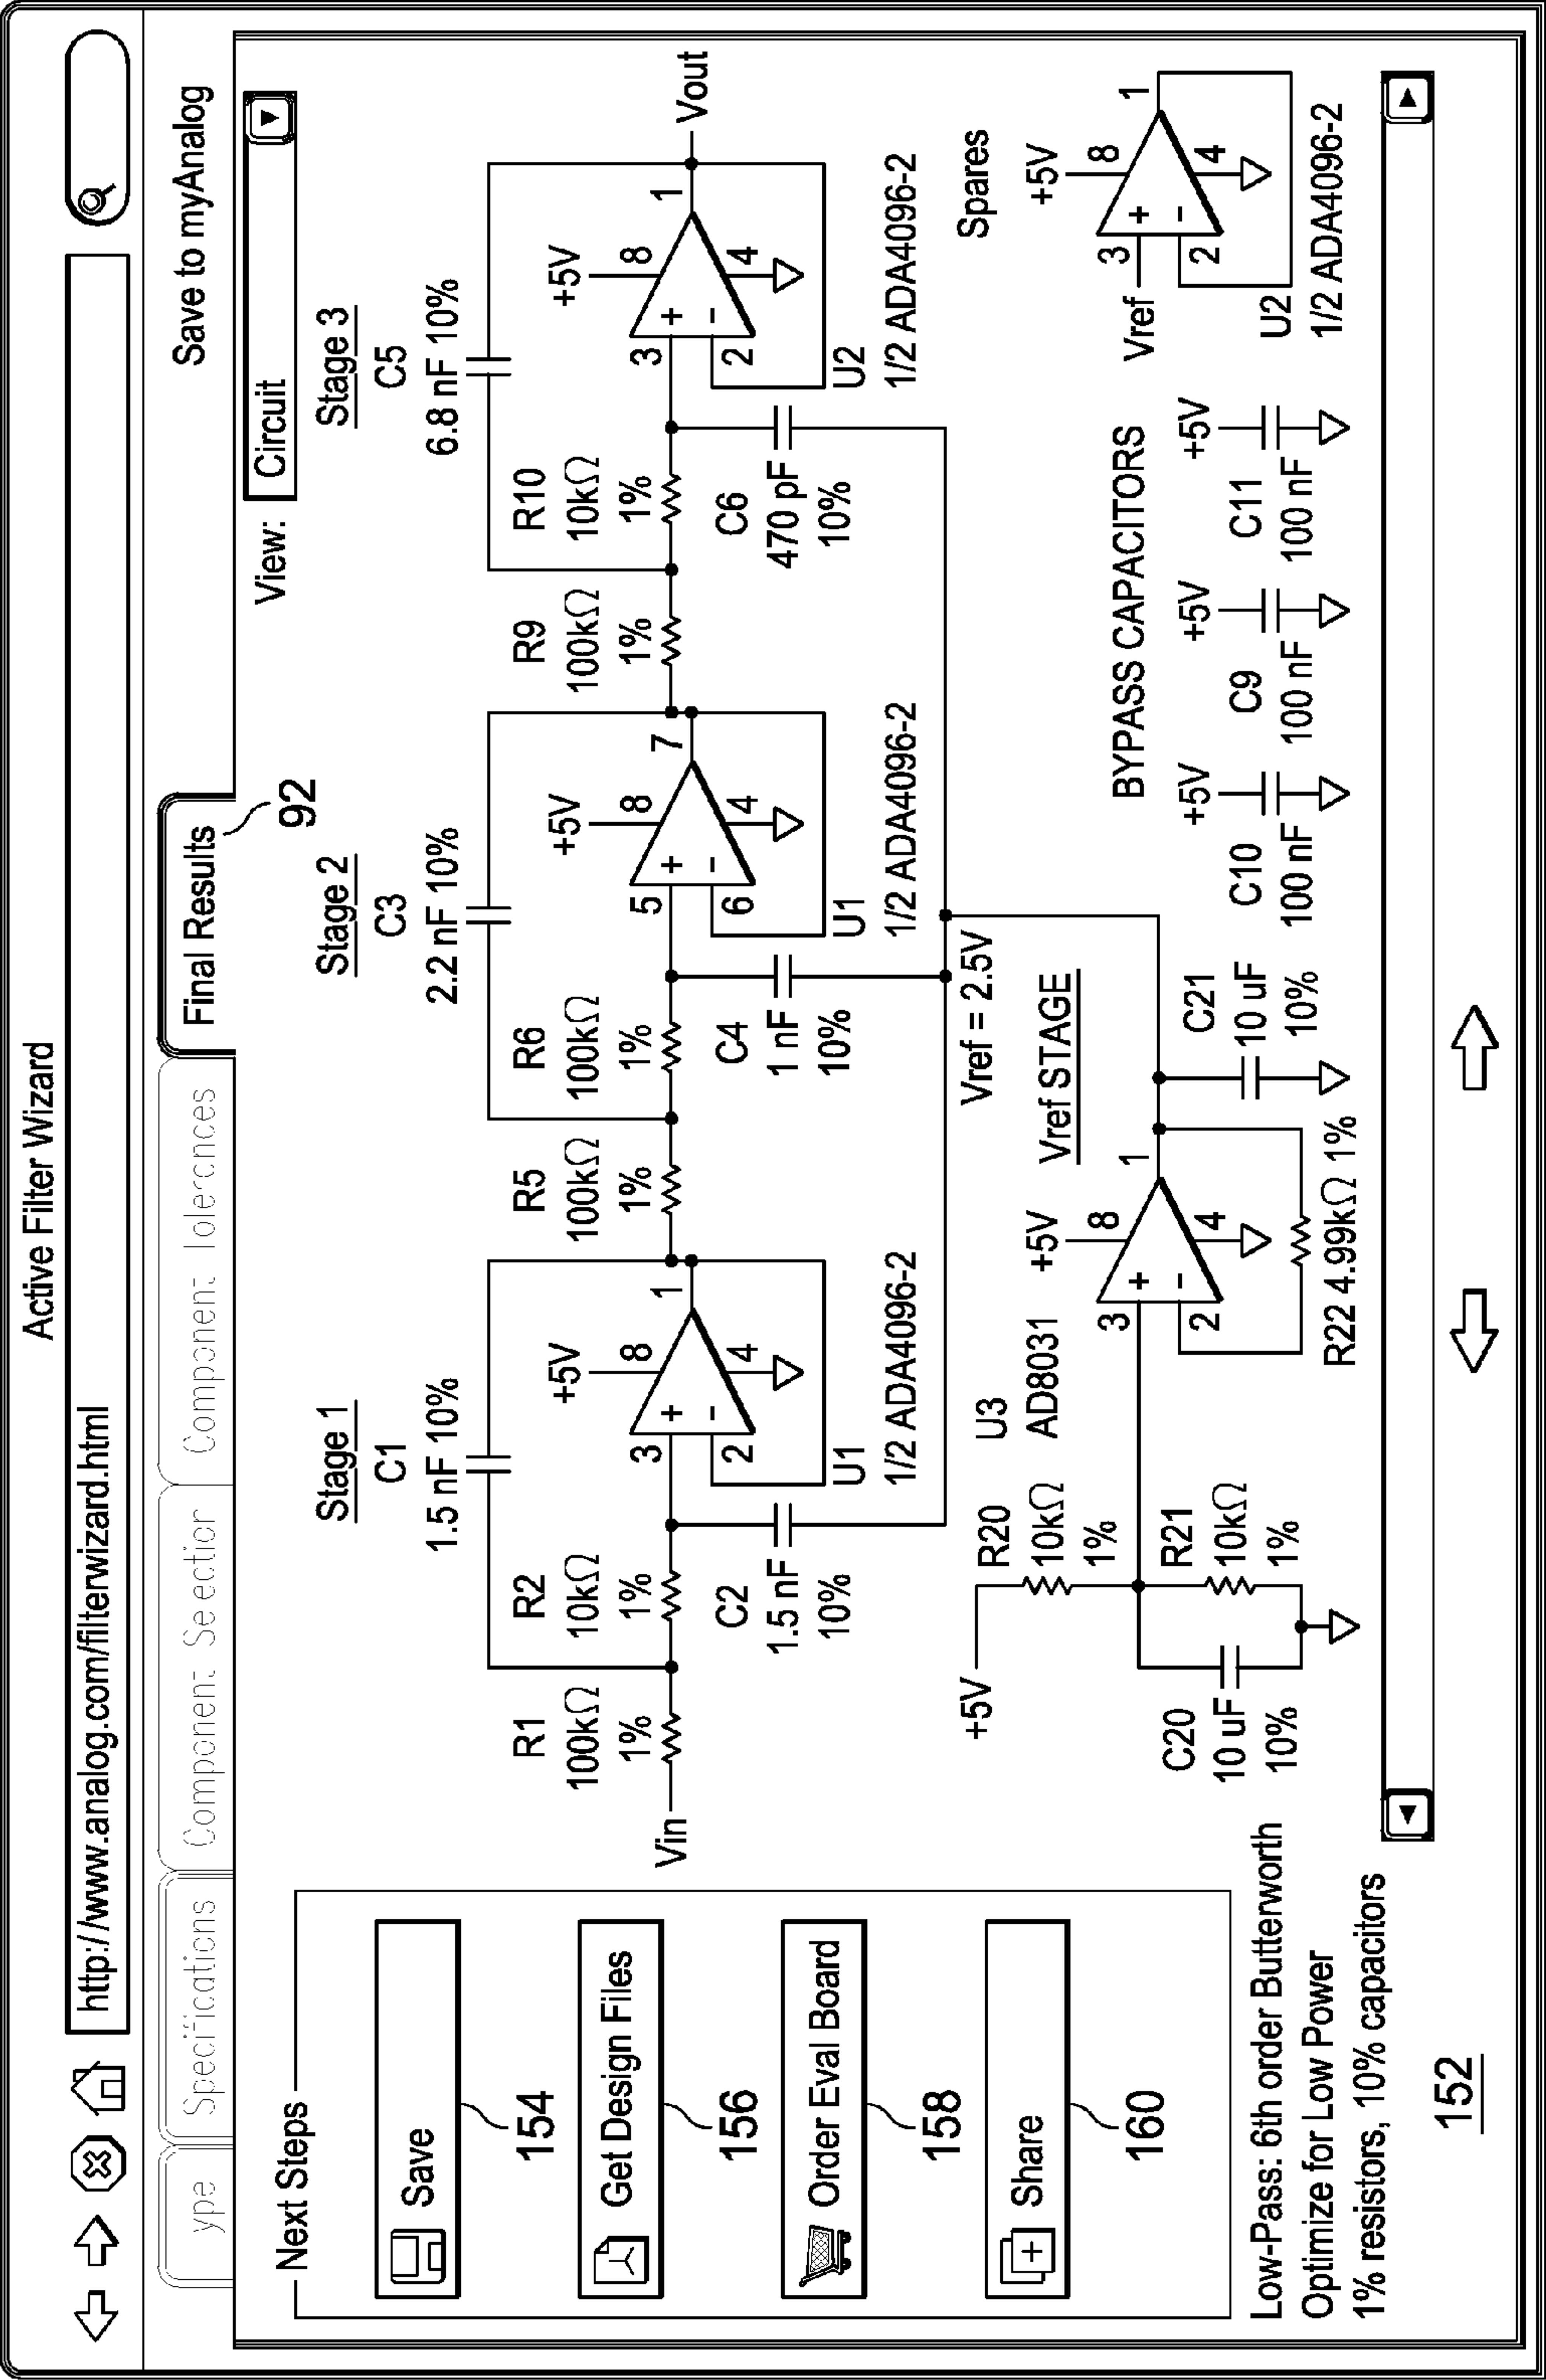 Active Filter Wizard
http://www.analog.com/filterwizard.html
ype
Specifications
Component Selection
Component Tolerances
Final Results
92
Save to myAnalog
View:
Circuit
Next Steps
Save
154
Get Design Files
156
Order Eval Board
158
Share
160
Low-Pass: 6th order Butterworth
Optimize for Low Power
1% resistors, 10% capacitors
152
Stage 1
C1
1.5 nF 10%
Vin
R1
100kΩ
1%
R2
10kΩ
1%
C2
1.5 nF
10%
+5V
8
3
+
1
2
-
4
U1
1/2 ADA4096-2
Stage 2
C3
2.2 nF 10%
R5
100kΩ
1%
R6
100kΩ
1%
C4
1 nF
10%
+5V
8
5
+
7
6
-
4
U1
1/2 ADA4096-2
Stage 3
C5
6.8 nF 10%
R9
100kΩ
1%
R10
10kΩ
1%
C6
470 pF
10%
+5V
8
3
+
1
2
-
4
U2
1/2 ADA4096-2
Vout
Vref = 2.5V
Vref STAGE
+5V
R20
10kΩ
1%
R21
10kΩ
1%
C20
10 uF
10%
U3
AD8031
+5V
8
3
+
1
2
-
4
R22 4.99kΩ 1%
C21
10 uF
10%
BYPASS CAPACITORS
+5V
C10
100 nF
+5V
C9
100 nF
+5V
C11
100 nF
Spares
+5V
8
Vref
3
+
1
2
-
4
U2
1/2 ADA4096-2